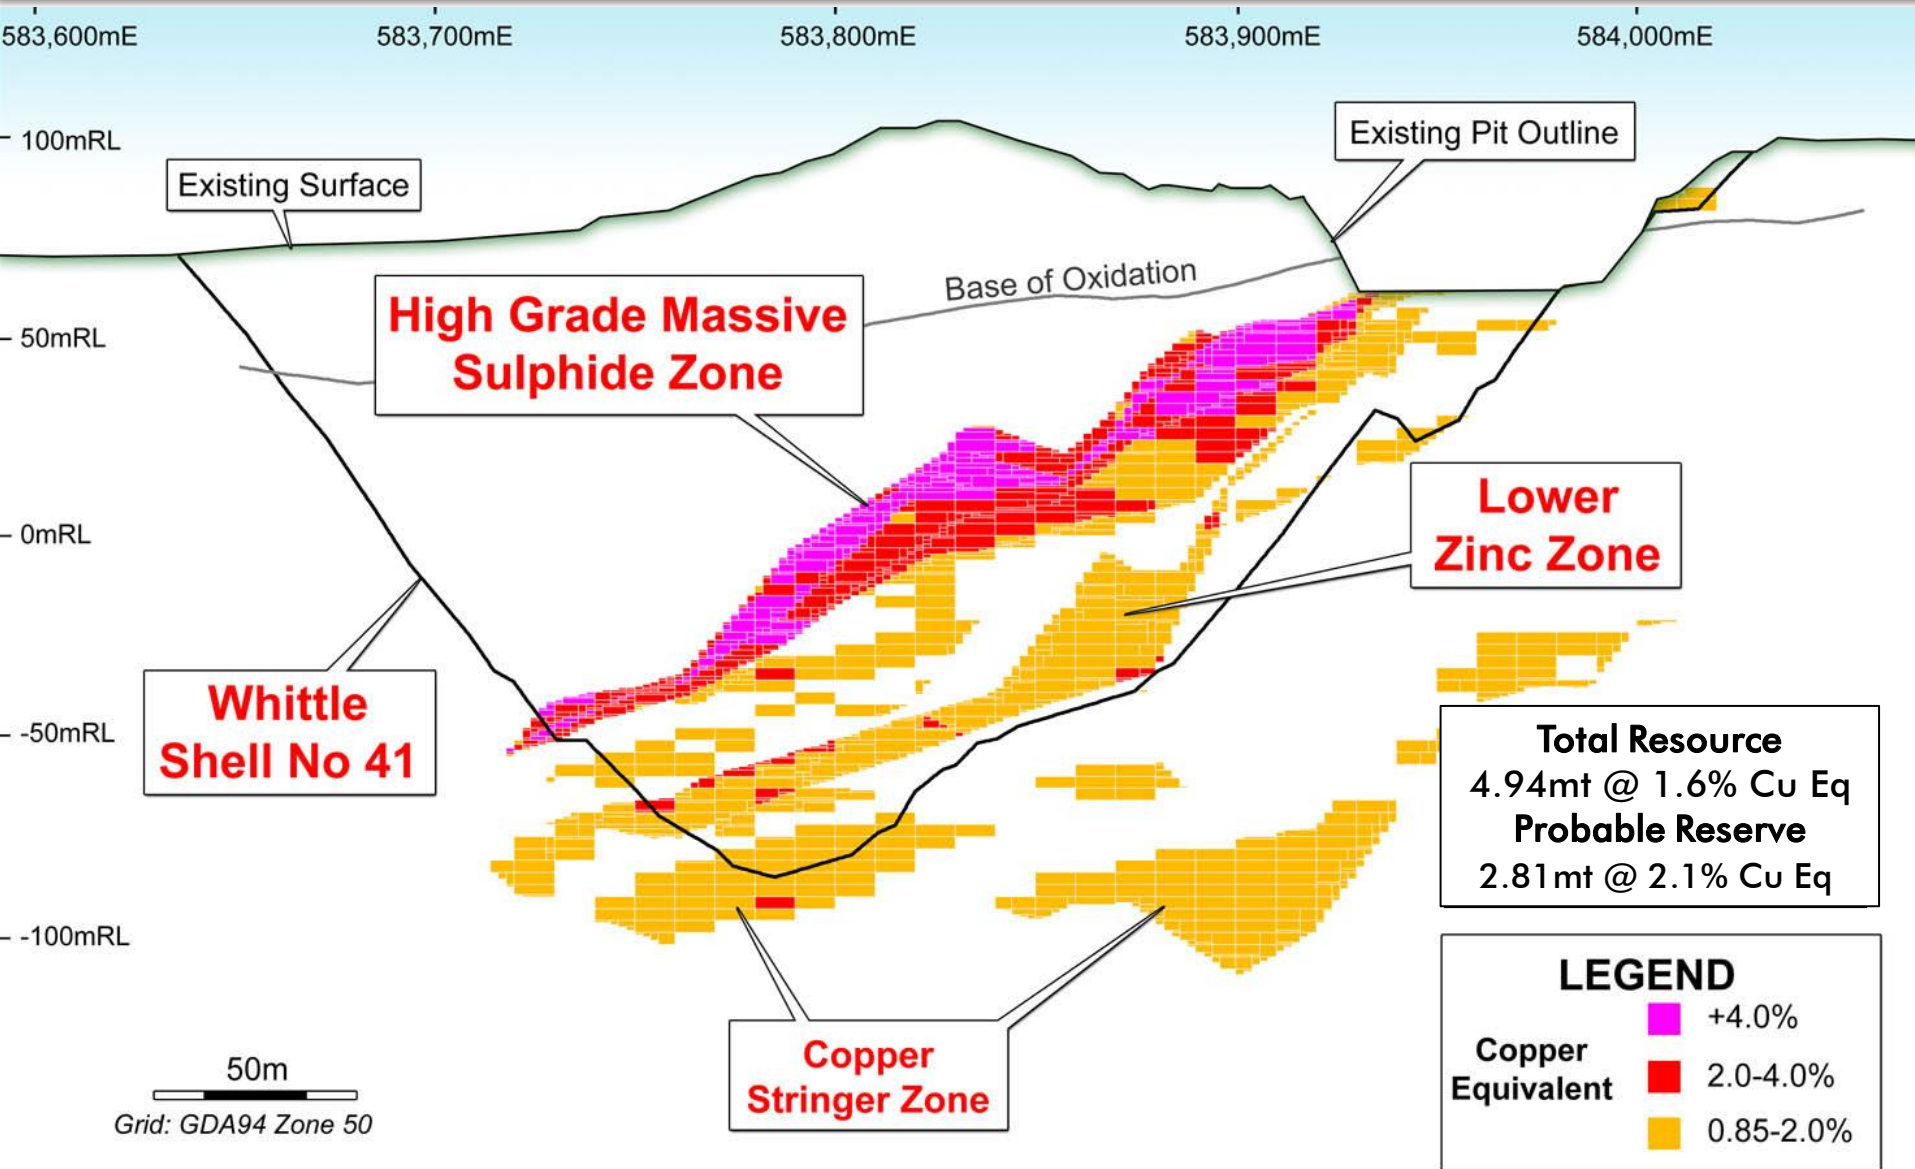 583,600mE
583,700mE
583,800mE
583,900mE
584,000mE
100mRL
50mRL
0mRL
-50mRL
-100mRL
Existing Surface
Existing Pit Outline
Base of Oxidation
High Grade Massive
Sulphide Zone
Lower
Zinc Zone
Whittle
Shell No 41
Copper
Stringer Zone
Total Resource
4.94mt @ 1.6% Cu Eq
Probable Reserve
2.81mt @ 2.1% Cu Eq
LEGEND
Copper
Equivalent
+4.0%
2.0-4.0%
0.85-2.0%
50m
Grid: GDA94 Zone 50